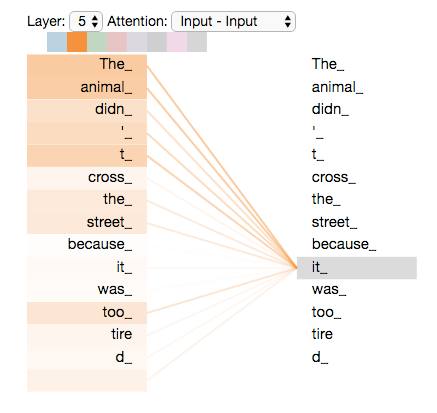 Layer: 5 Attention: Input - Input
The_ The_
animal_ animal_
didn_ didn_
'_ '_
t_ t_
cross_ cross_
the_ the_
street_ street_
because_ because_
it_ it_
was_ was_
too_ too_
tire tire
d_ d_